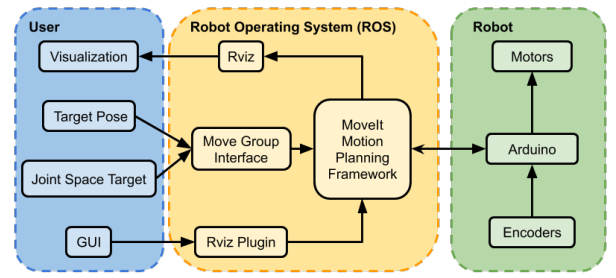 User
Robot Operating System (ROS)
Robot
Visualization
Rviz
Motors
Target Pose
Move Group
Interface
MoveIt
Motion
Planning
Framework
Arduino
Joint Space Target
GUI
Rviz Plugin
Encoders